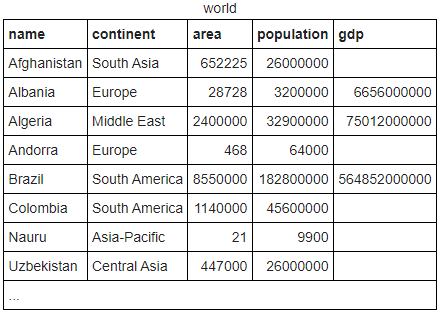 world
name continent area population gdp
Afghanistan South Asia 652225 26000000
Albania Europe 28728 3200000 6656000000
Algeria Middle East 2400000 32900000 75012000000
Andorra Europe 468 64000
Brazil South America 8550000 182800000 564852000000
Colombia South America 1140000 45600000
Nauru Asia-Pacific 21 9900
Uzbekistan Central Asia 447000 26000000
...